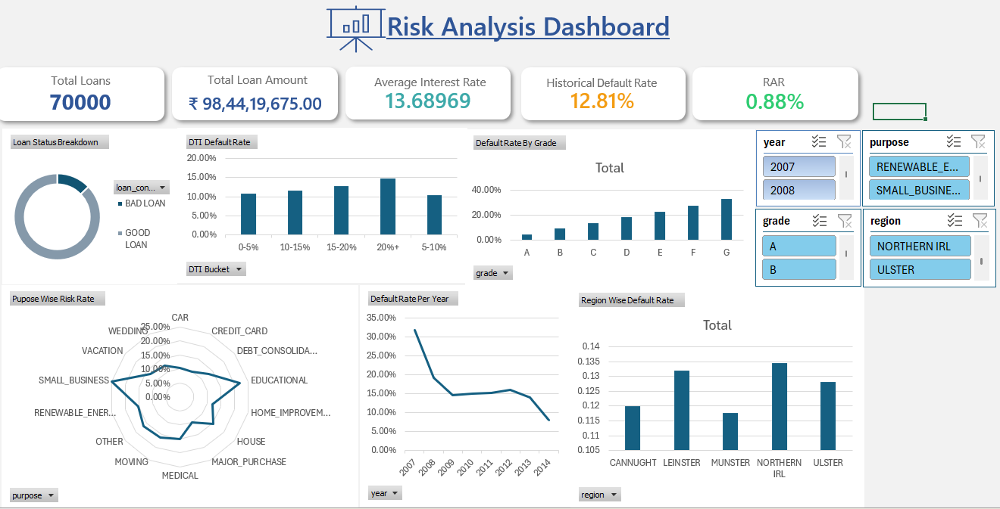 Risk Analysis Dashboard
Total Loans
70000
Total Loan Amount
₹ 98,44,19,675.00
Average Interest Rate
13.68969
Historical Default Rate
12.81%
RAR
0.88%
Loan Status Breakdown
loan_con...
BAD LOAN
GOOD
LOAN
DTI Default Rate
20.00%
15.00%
10.00%
5.00%
0.00%
0-5%
10-15%
15-20%
20%+
5-10%
DTI Bucket
Default Rate By Grade
Total
40.00%
20.00%
0.00%
A
B
C
D
E
F
G
grade
year
2007
2008
purpose
RENEWABLE_E...
SMALL_BUSINE...
grade
A
B
region
NORTHERN IRL
ULSTER
Pupose Wise Risk Rate
CAR
CREDIT_CARD
DEBT_CONSOLIDA...
EDUCATIONAL
HOME_IMPROVEM...
HOUSE
MAJOR_PURCHASE
MEDICAL
MOVING
OTHER
RENEWABLE_ENER...
SMALL_BUSINESS
VACATION
WEDDING
25.00%
20.00%
15.00%
10.00%
5.00%
0.00%
purpose
Default Rate Per Year
35.00%
30.00%
25.00%
20.00%
15.00%
10.00%
5.00%
0.00%
2007
2008
2009
2010
2011
2012
2013
2014
year
Region Wise Default Rate
Total
0.14
0.135
0.13
0.125
0.12
0.115
0.11
0.105
CANNUGHT
LEINSTER
MUNSTER
NORTHERN
IRL
ULSTER
region